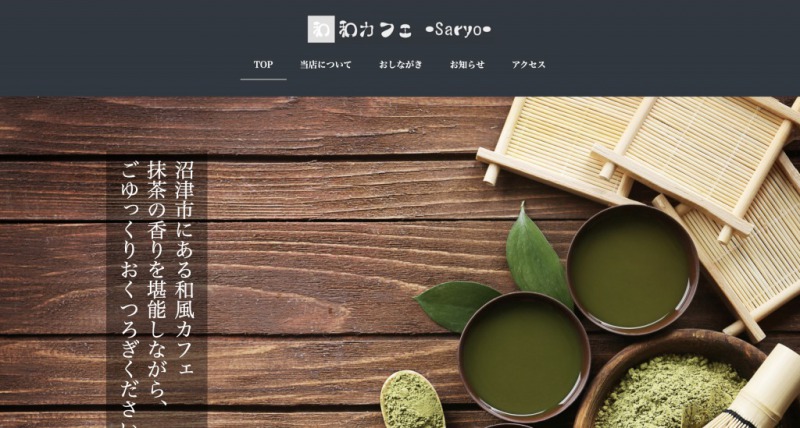 わ わカフェ •Saryo•
TOP
当店について
おしながき
お知らせ
アクセス
沼津市にある和風カフェ
抹茶の香りを堪能しながら、
ごゆっくりおくつろぎください